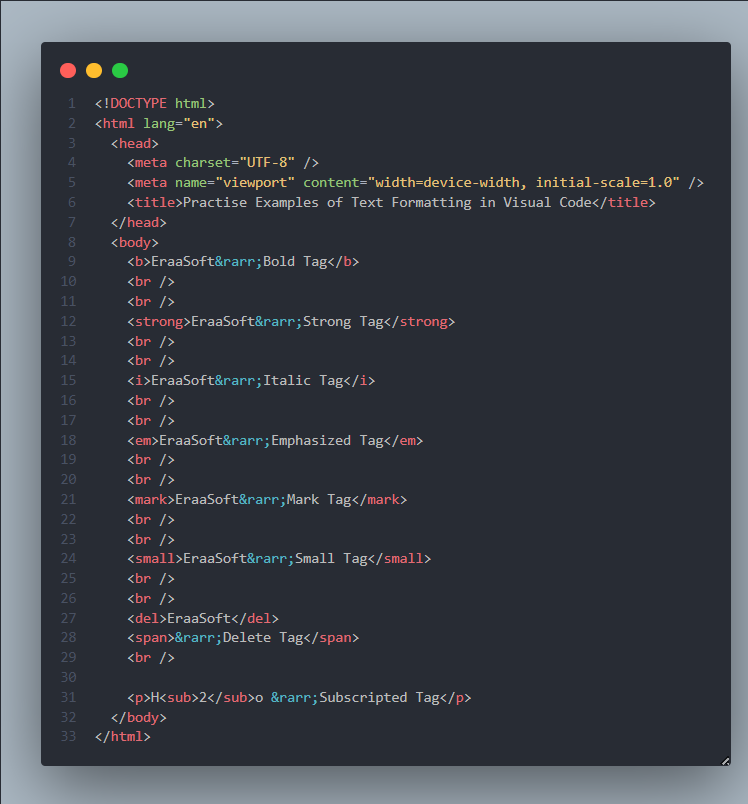 1 <!DOCTYPE html>
2 <html lang="en">
3   <head>
4     <meta charset="UTF-8" />
5     <meta name="viewport" content="width=device-width, initial-scale=1.0" />
6     <title>Practise Examples of Text Formatting in Visual Code</title>
7   </head>
8   <body>
9     <b>EraaSoft&rarr;Bold Tag</b>
10     <br />
11     <br />
12     <strong>EraaSoft&rarr;Strong Tag</strong>
13     <br />
14     <br />
15     <i>EraaSoft&rarr;Italic Tag</i>
16     <br />
17     <br />
18     <em>EraaSoft&rarr;Emphasized Tag</em>
19     <br />
20     <br />
21     <mark>EraaSoft&rarr;Mark Tag</mark>
22     <br />
23     <br />
24     <small>EraaSoft&rarr;Small Tag</small>
25     <br />
26     <br />
27     <del>EraaSoft</del>
28     <span>&rarr;Delete Tag</span>
29     <br />
30
31     <p>H<sub>2</sub>o &rarr;Subscripted Tag</p>
32   </body>
33 </html>